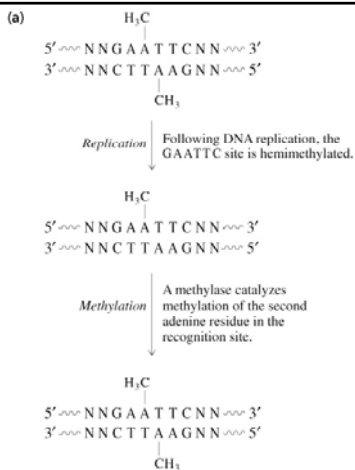 (a)
H₃C
5′ NNGAATTCNN 3′
3′ NNCTTAAGNN 5′
CH₃
Replication
Following DNA replication, the
GAATTC site is hemimethylated.
H₃C
5′ NNGAATTCNN 3′
3′ NNCTTAAGNN 5′
Methylation
A methylase catalyzes
methylation of the second
adenine residue in the
recognition site.
H₃C
5′ NNGAATTCNN 3′
3′ NNCTTAAGNN 5′
CH₃